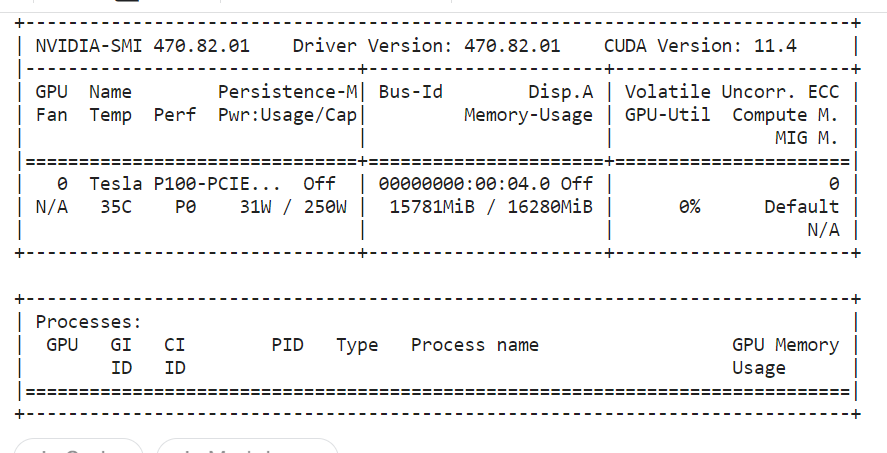 +-----------------------------------------------------------------------------+
| NVIDIA-SMI 470.82.01    Driver Version: 470.82.01    CUDA Version: 11.4     |
|-------------------------------+----------------------+----------------------+
| GPU  Name        Persistence-M| Bus-Id        Disp.A | Volatile Uncorr. ECC |
| Fan  Temp  Perf  Pwr:Usage/Cap|         Memory-Usage | GPU-Util  Compute M. |
|                               |                      |               MIG M. |
|===============================+======================+======================|
|   0  Tesla P100-PCIE...  Off  | 00000000:00:04.0 Off |                    0 |
| N/A   35C    P0    31W / 250W |  15781MiB / 16280MiB |      0%      Default |
|                               |                      |                  N/A |
+-------------------------------+----------------------+----------------------+
+-----------------------------------------------------------------------------+
| Processes:                                                                  |
|  GPU   GI   CI        PID   Type   Process name                  GPU Memory |
|        ID   ID                                                   Usage      |
|=============================================================================|
+-----------------------------------------------------------------------------+